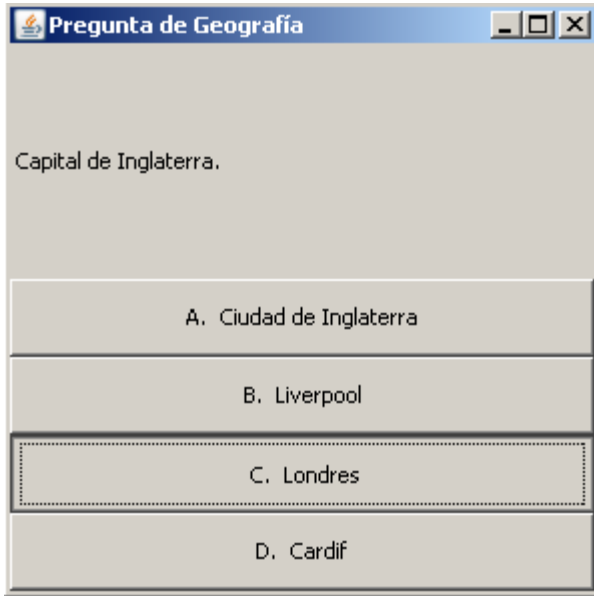 Pregunta de Geografía
Capital de Inglaterra.
A. Ciudad de Inglaterra
B. Liverpool
C. Londres
D. Cardif